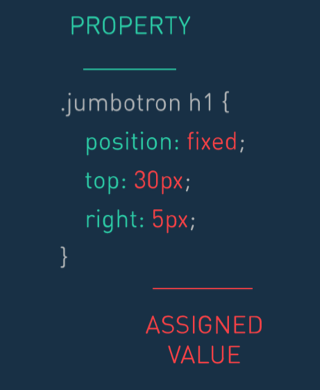 PROPERTY
.jumbotron h1 {
position: fixed;
top: 30px;
right: 5px;
}
ASSIGNED
VALUE